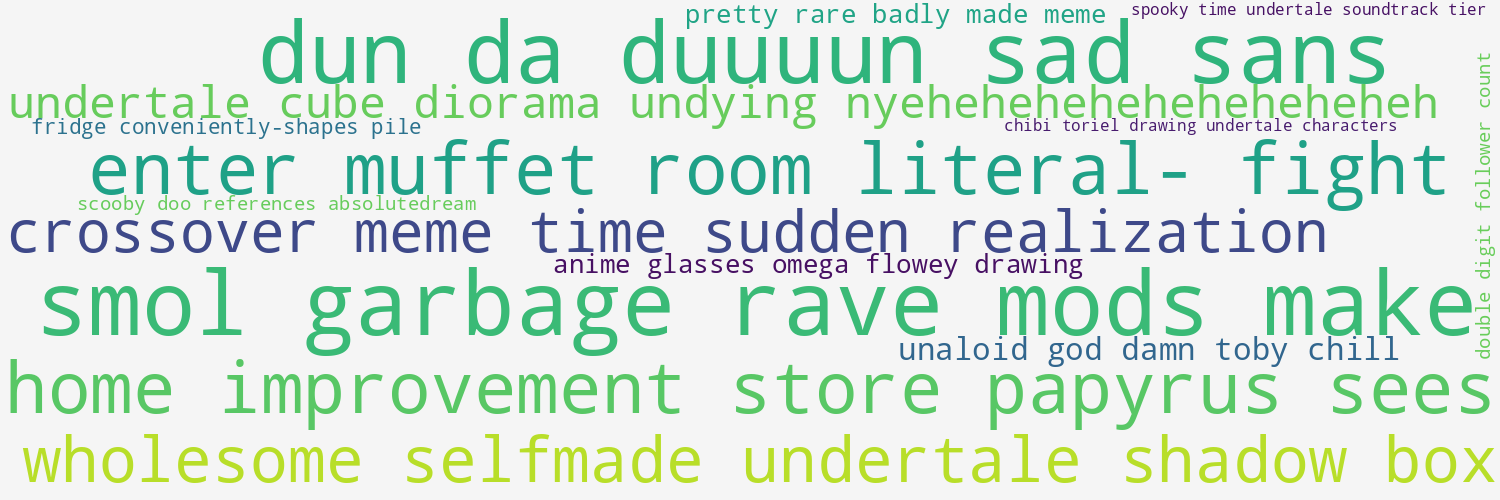 pretty rare badly made meme
spooky time undertale soundtrack tier
dun da duuuun sad sans
undertale cube diorama undying nyehehehehehehehehehheh
fridge conveniently-shapes pile
chibi toriel drawing undertale characters
enter muffet room literal- fight
scooby doo references absolutedream
crossover meme time sudden realization
anime glasses omega flowey drawing
smol garbage rave mods make
unaloid god damn toby chill
home improvement store papyrus sees
wholesome selfmade undertale shadow box
double digit follower count